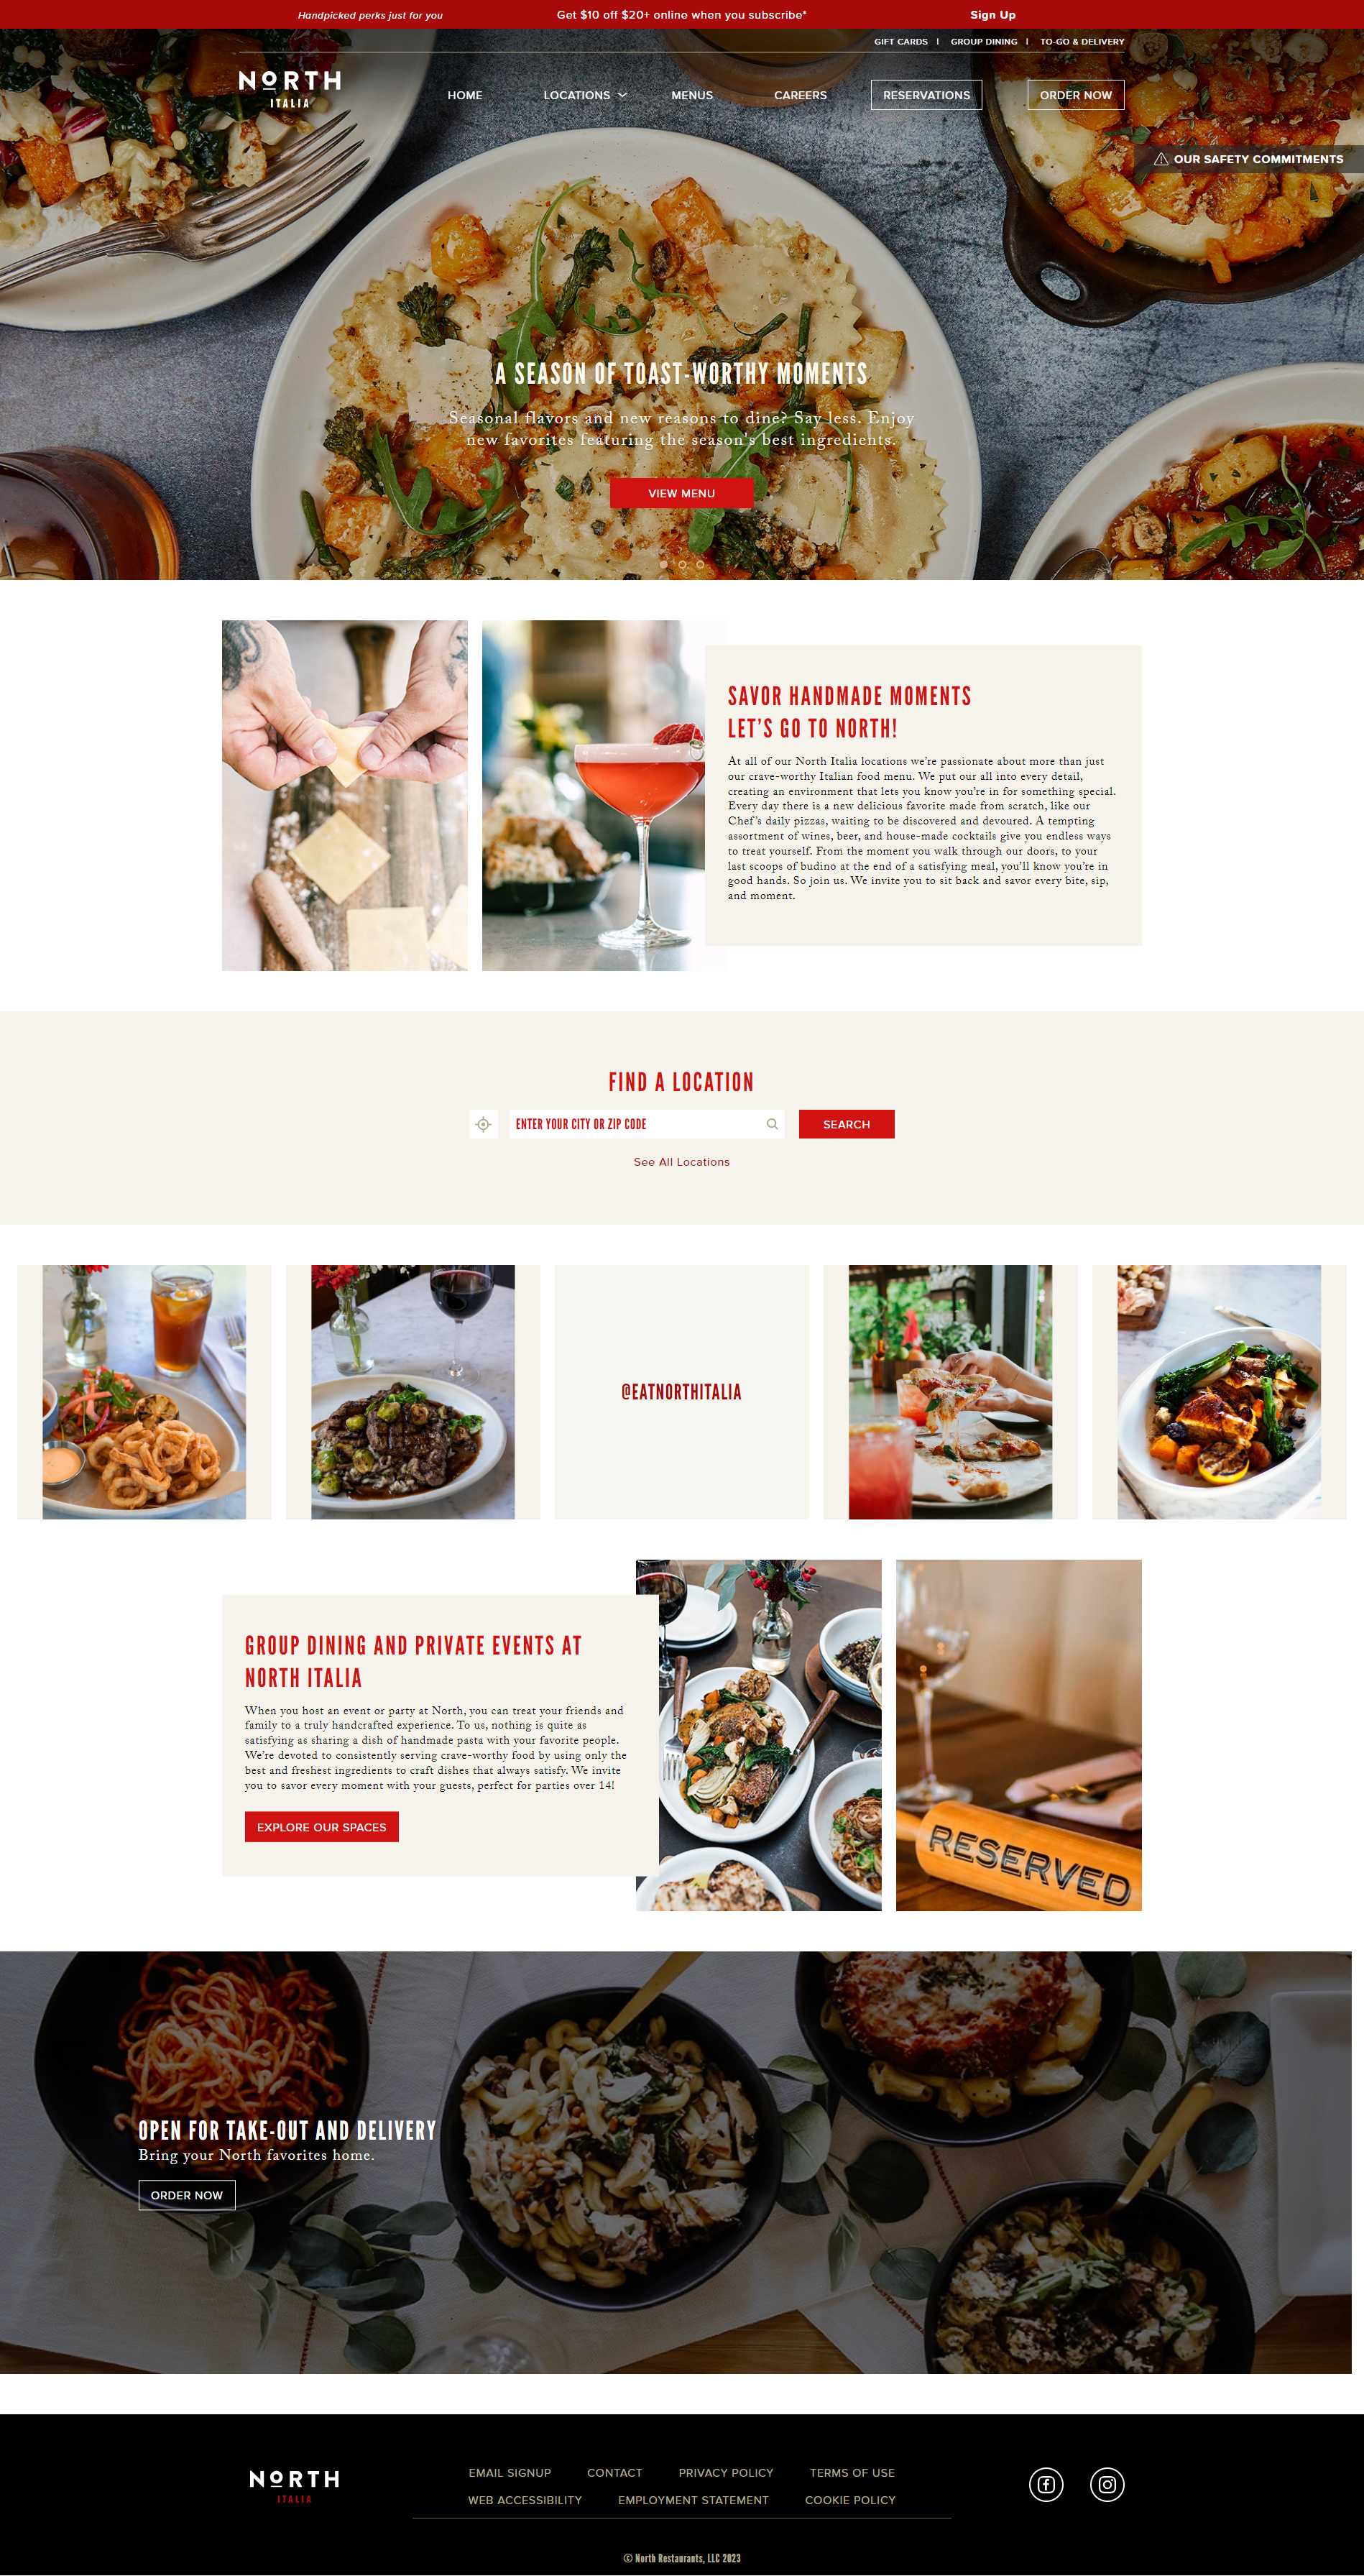 Handpicked perks just for you
Get $10 off $20+ online when you subscribe*
Sign Up
GIFT CARDS | GROUP DINING | TO-GO & DELIVERY
NORTH
ITALIA
HOME
LOCATIONS
MENUS
CAREERS
RESERVATIONS
ORDER NOW
OUR SAFETY COMMITMENTS
A SEASON OF TOAST-WORTHY MOMENTS
Seasonal flavors and new reasons to dine? Say less. Enjoy
new favorites featuring the season's best ingredients.
VIEW MENU
SAVOR HANDMADE MOMENTS
LET'S GO TO NORTH!
At all of our North Italia locations we're passionate about more than just
our crave-worthy Italian food menu. We put our all into every detail,
creating an environment that lets you know you're in for something special.
Every day there is a new delicious favorite made from scratch, like our
Chef's daily pizzas, waiting to be discovered and devoured. A tempting
assortment of wines, beer, and house-made cocktails give you endless ways
to treat yourself. From the moment you walk through our doors, to your
last scoops of budino at the end of a satisfying meal, you'll know you're in
good hands. So join us. We invite you to sit back and savor every bite, sip,
and moment.
FIND A LOCATION
ENTER YOUR CITY OR ZIP CODE
SEARCH
See All Locations
@EATNORTHITALIA
GROUP DINING AND PRIVATE EVENTS AT
NORTH ITALIA
When you host an event or party at North, you can treat your friends and
family to a truly handcrafted experience. To us, nothing is quite as
satisfying as sharing a dish of handmade pasta with your favorite people.
We're devoted to consistently serving crave-worthy food by using only the
best and freshest ingredients to craft dishes that always satisfy. We invite
you to savor every moment with your guests, perfect for parties over 14!
EXPLORE OUR SPACES
RESERVED
OPEN FOR TAKE-OUT AND DELIVERY
Bring your North favorites home.
ORDER NOW
NORTH
ITALIA
EMAIL SIGNUP
CONTACT
PRIVACY POLICY
TERMS OF USE
WEB ACCESSIBILITY
EMPLOYMENT STATEMENT
COOKIE POLICY
© North Restaurants, LLC 2023